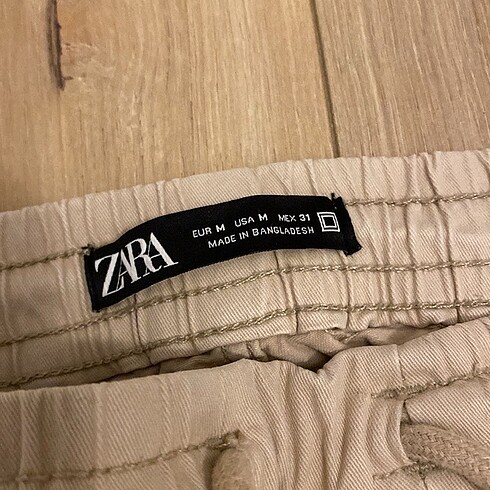 ZARA
EUR M USA M MEX 31
MADE IN BANGLADESH